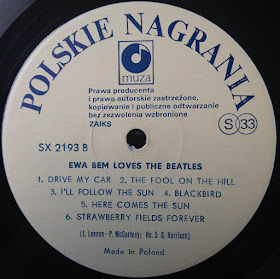 POLSKIE NAGRANIA
muza
Prawa producenta
i prawa autorskie zastrzeżone,
kopiowanie i publiczne odtwarzanie
bez zezwolenia wzbronione
ZAIKS
S 33
SX 2193 B
EWA BEM LOVES THE BEATLES
1. DRIVE MY CAR 2. THE FOOL ON THE HILL
3. I'LL FOLLOW THE SUN 4. BLACKBIRD
5. HERE COMES THE SUN
6. STRAWBERRY FIELDS FOREVER
(J. Lennon - P. McCartney; No. 5 G. Harrison)
Made in Poland